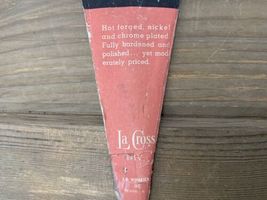 Hot forged, nickel
and chrome plated
Fully hardened and
polished... yet mod
erately priced.
La Cross